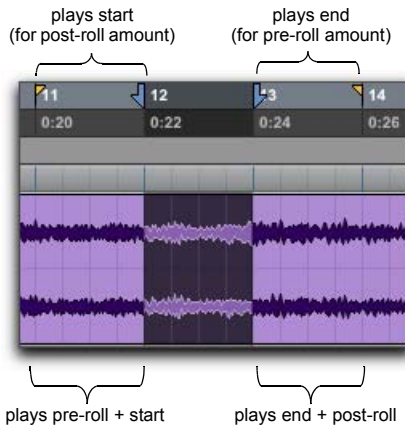 plays start
(for post-roll amount)
plays end
(for pre-roll amount)
11 12 13 14
0:20 0:22 0:24 0:26
plays pre-roll + start
plays end + post-roll